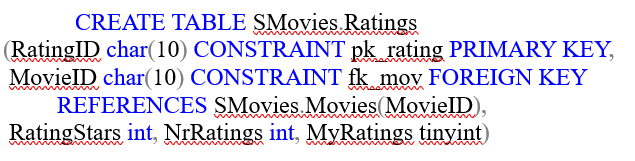 CREATE TABLE SMovies.Ratings
(RatingID char(10) CONSTRAINT pk_rating PRIMARY KEY,
MovieID char(10) CONSTRAINT fk_mov FOREIGN KEY
REFERENCES SMovies.Movies(MovieID),
RatingStars int, NrRatings int, MyRatings tinyint)